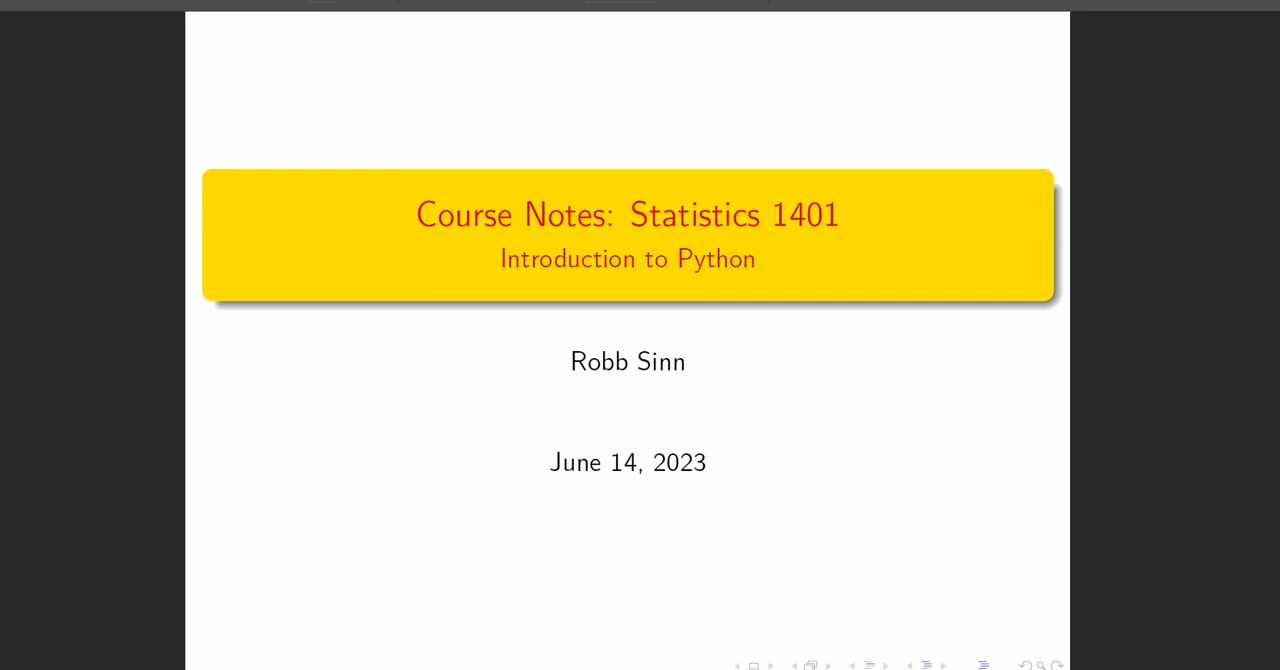 Course Notes: Statistics 1401
Introduction to Python
Robb Sinn
June 14, 2023